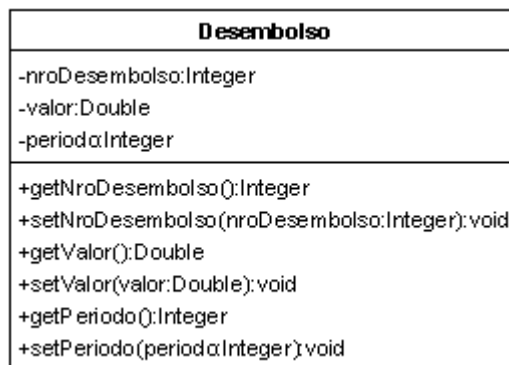 Desembolso
-nroDesembolso:Integer
-valor:Double
-periodo:Integer
+getNroDesembolso():Integer
+setNroDesembolso(nroDesembolso:Integer):void
+getValor():Double
+setValor(valor:Double):void
+getPeriodo():Integer
+setPeriodo(periodo:Integer):void